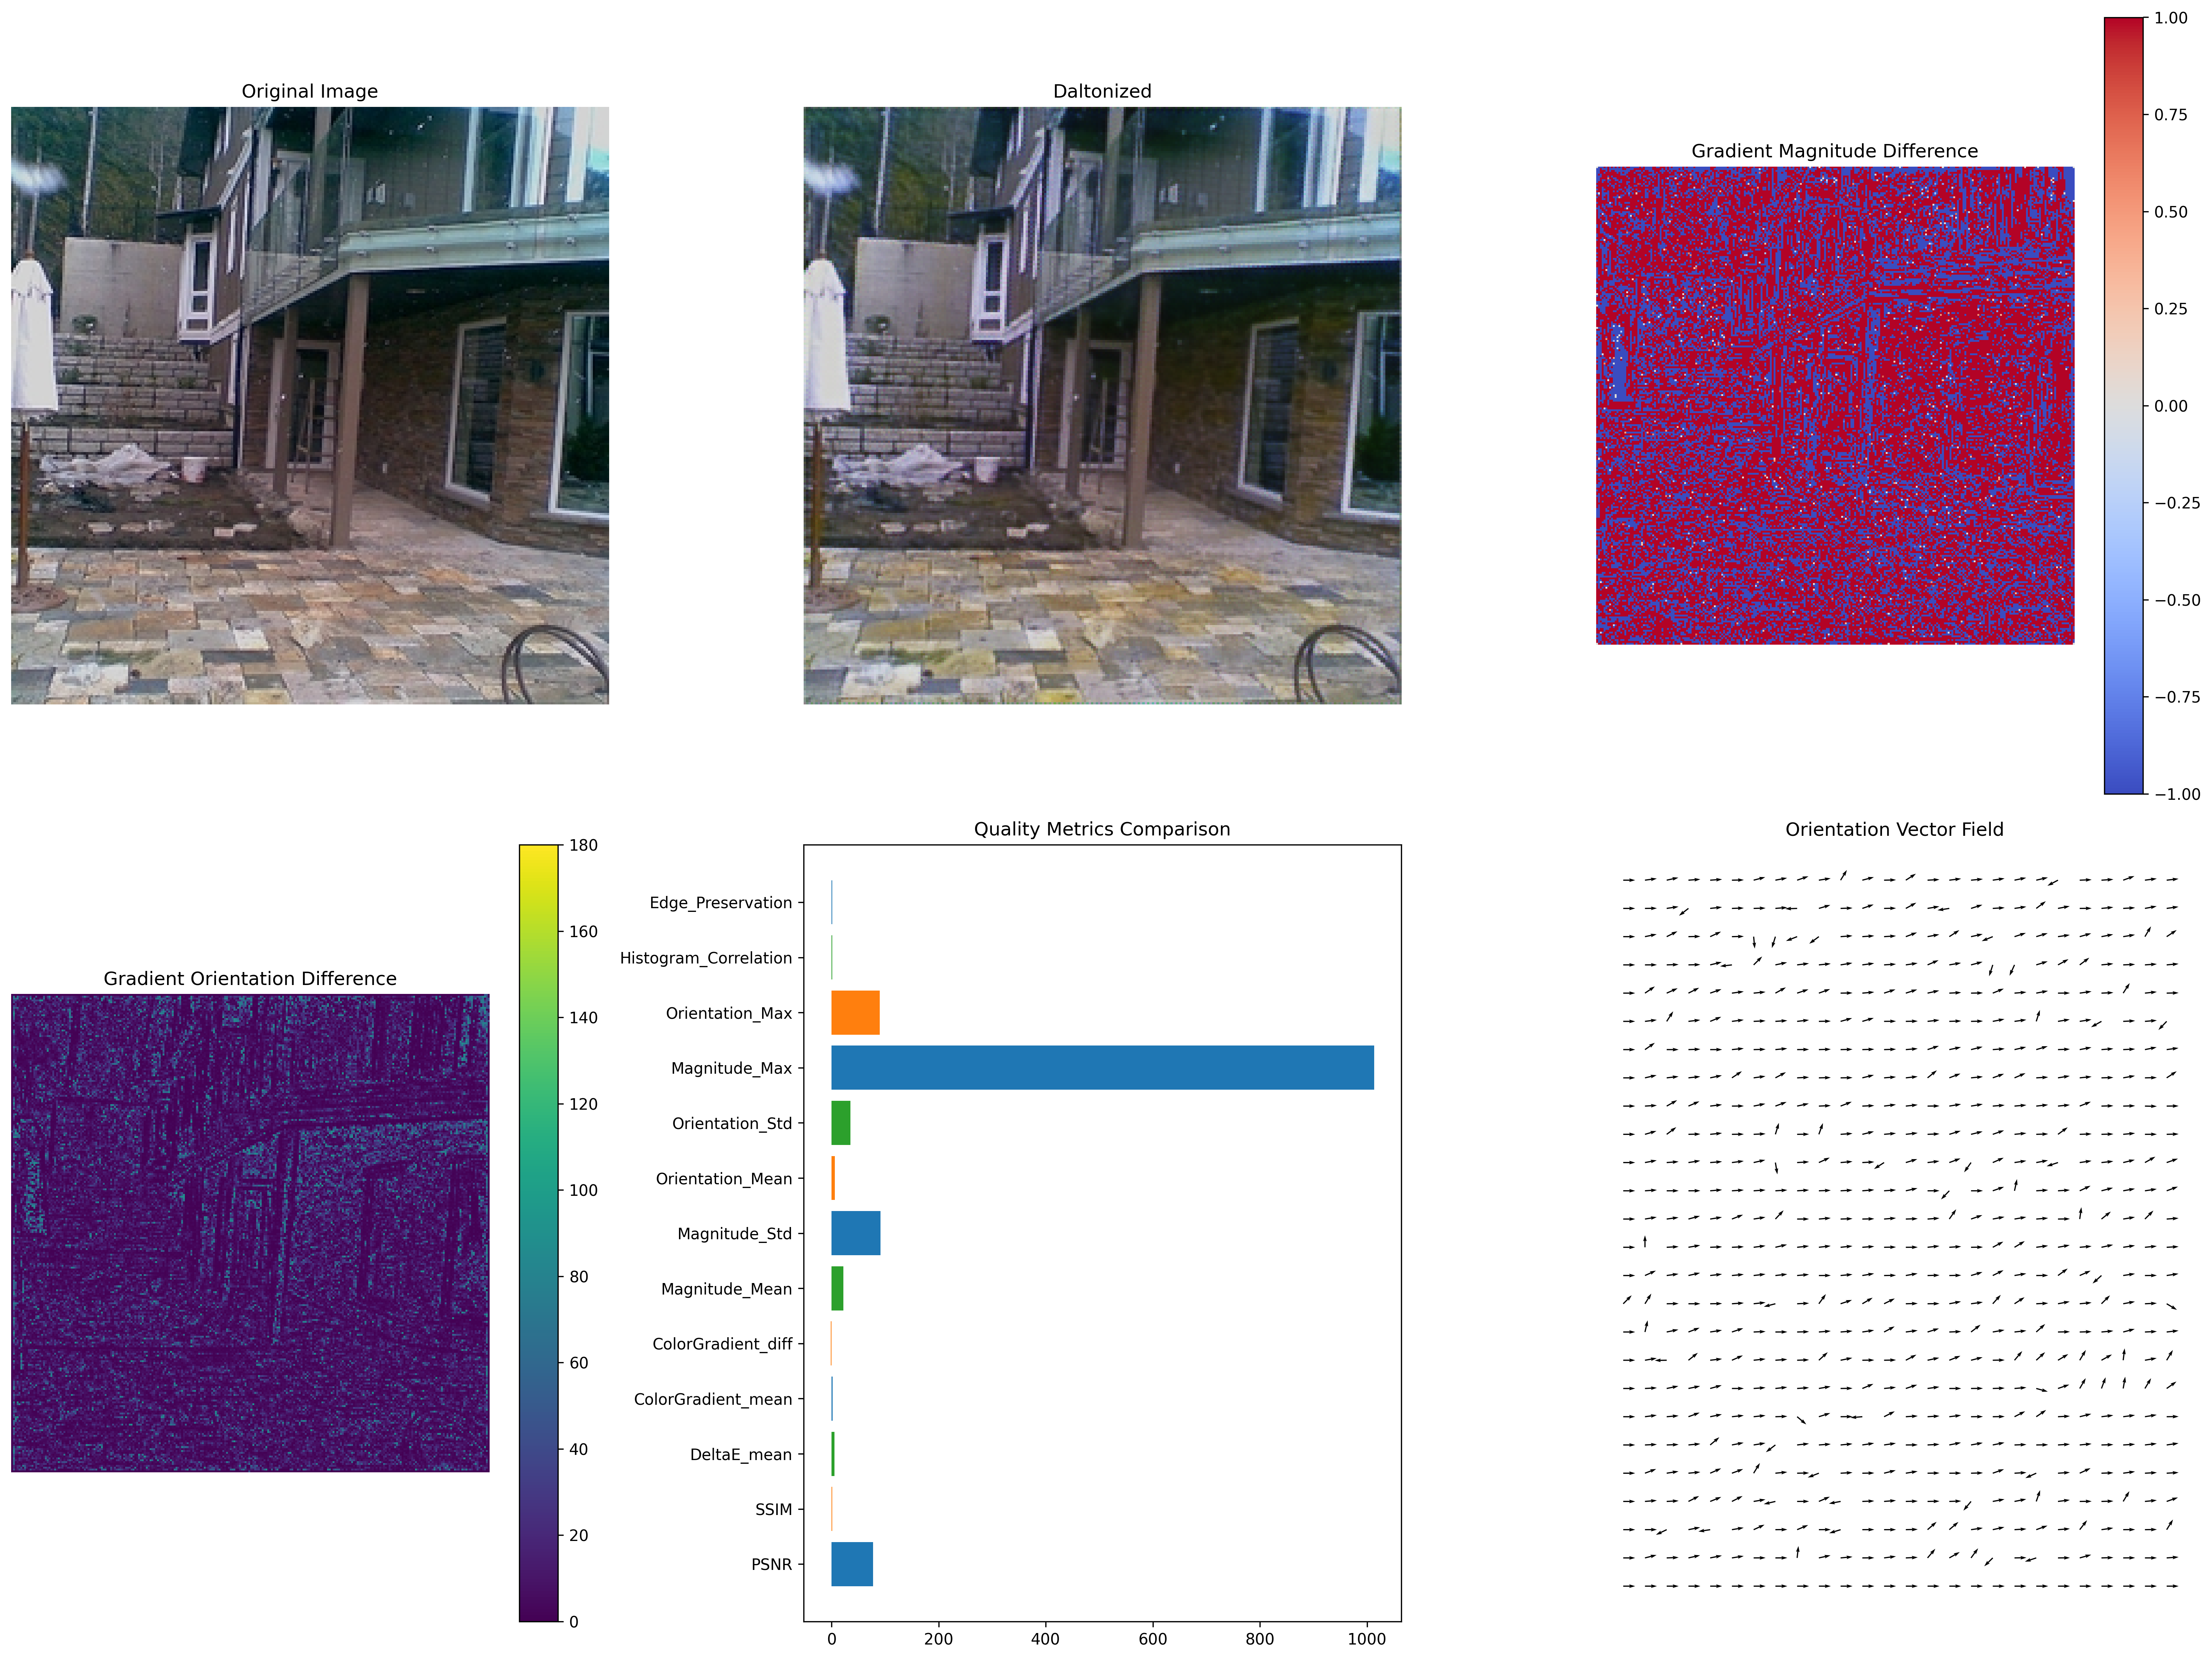 Original Image
Daltonized
Gradient Magnitude Difference
1.00
0.75
0.50
0.25
0.00
−0.25
−0.50
−0.75
−1.00
Gradient Orientation Difference
180
160
140
120
100
80
60
40
20
0
Quality Metrics Comparison
Edge_Preservation
Histogram_Correlation
Orientation_Max
Magnitude_Max
Orientation_Std
Orientation_Mean
Magnitude_Std
Magnitude_Mean
ColorGradient_diff
ColorGradient_mean
DeltaE_mean
SSIM
PSNR
0 200 400 600 800 1000
Orientation Vector Field